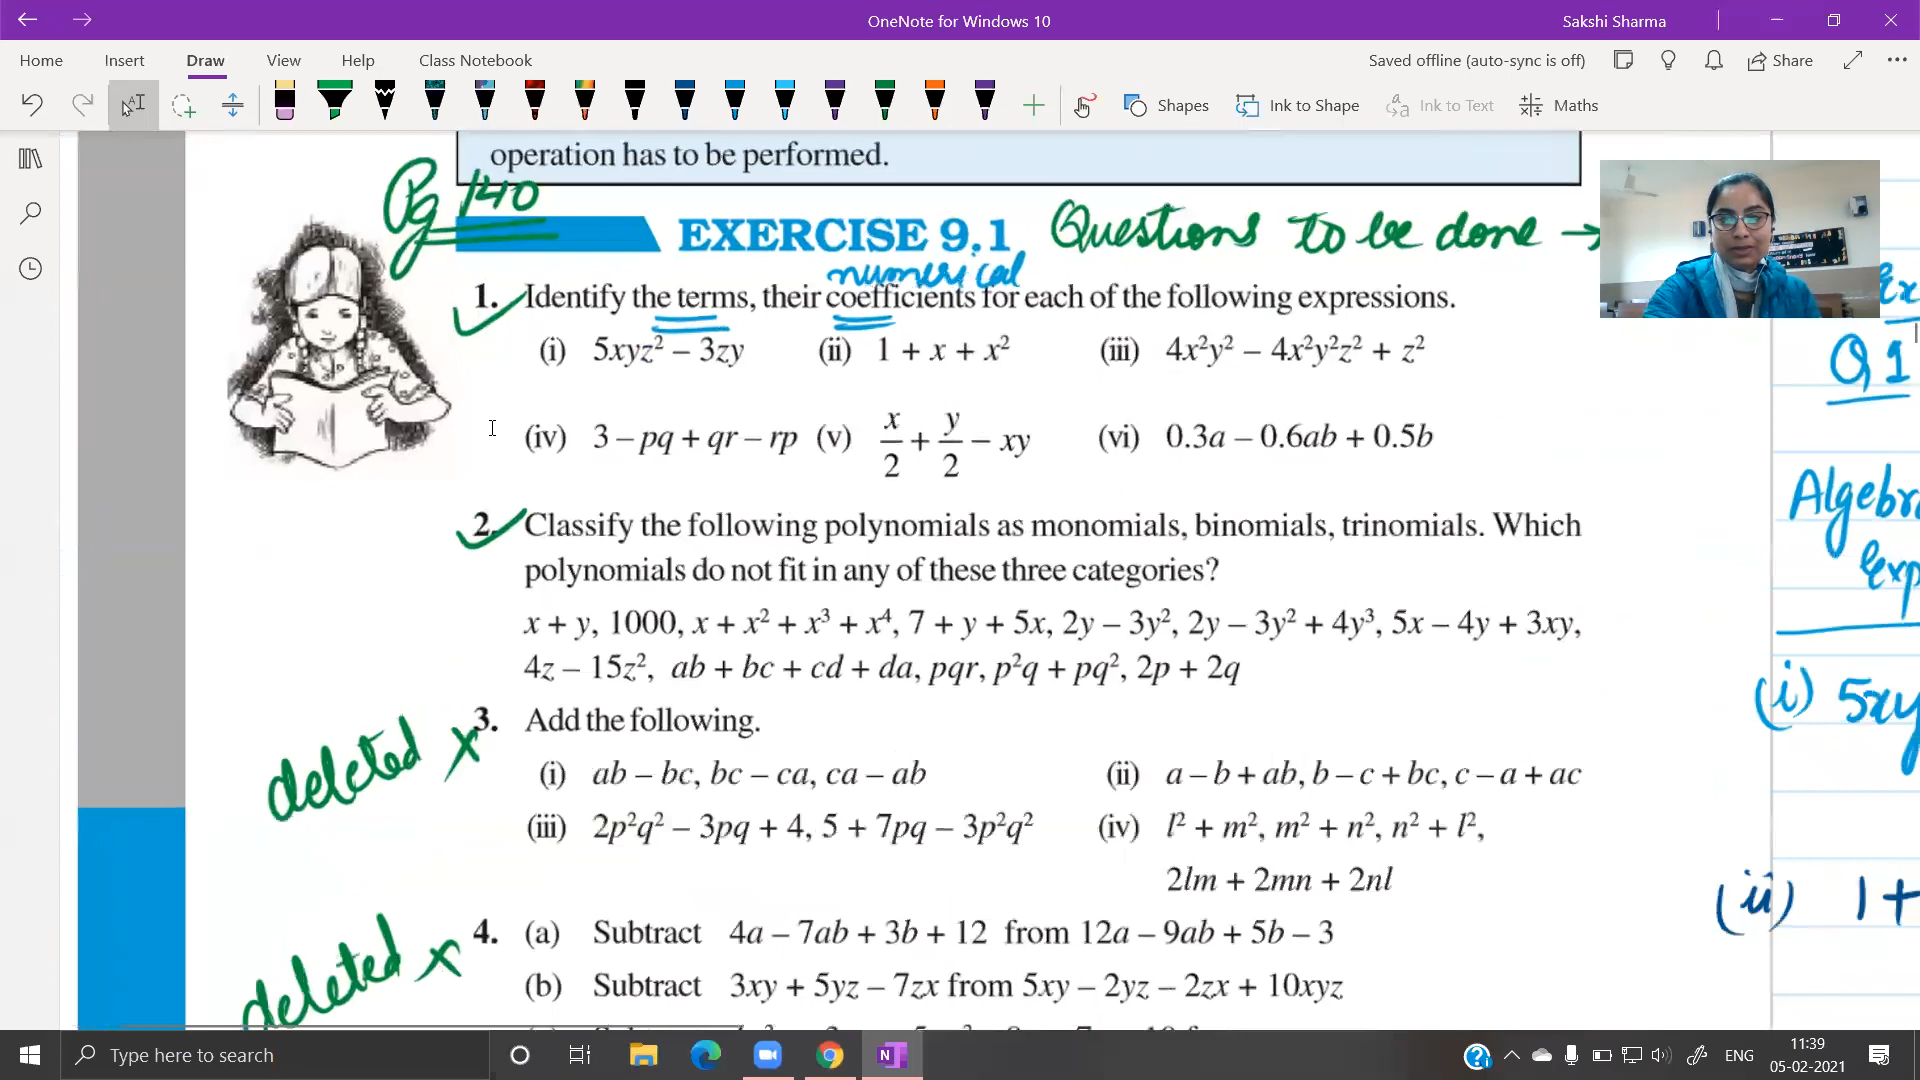 OneNote for Windows 10
Sakshi Sharma
Home Insert Draw View Help Class Notebook
Saved offline (auto-sync is off)
Share
Shapes Ink to Shape Ink to Text Maths
operation has to be performed.
Pg 140
EXERCISE 9.1 Questions to be done →
numerical
1. Identify the terms, their coefficients for each of the following expressions.
(i) 5xyz² – 3zy (ii) 1 + x + x² (iii) 4x²y² – 4x²y²z² + z²
(iv) 3 – pq + qr – rp (v) x/2 + y/2 – xy (vi) 0.3a – 0.6ab + 0.5b
2. Classify the following polynomials as monomials, binomials, trinomials. Which
polynomials do not fit in any of these three categories?
x + y, 1000, x + x² + x³ + x⁴, 7 + y + 5x, 2y – 3y², 2y – 3y² + 4y³, 5x – 4y + 3xy,
4z – 15z², ab + bc + cd + da, pqr, p²q + pq², 2p + 2q
deleted x 3. Add the following.
(i) ab – bc, bc – ca, ca – ab (ii) a – b + ab, b – c + bc, c – a + ac
(iii) 2p²q² – 3pq + 4, 5 + 7pq – 3p²q² (iv) l² + m², m² + n², n² + l²,
2lm + 2mn + 2nl
deleted x 4. (a) Subtract 4a – 7ab + 3b + 12 from 12a – 9ab + 5b – 3
(b) Subtract 3xy + 5yz – 7zx from 5xy – 2yz – 2zx + 10xyz
Ex
Q1
Algebra
Exp
(i) 5xy
(ii) 1 +
Type here to search
ENG
11:39
05-02-2021